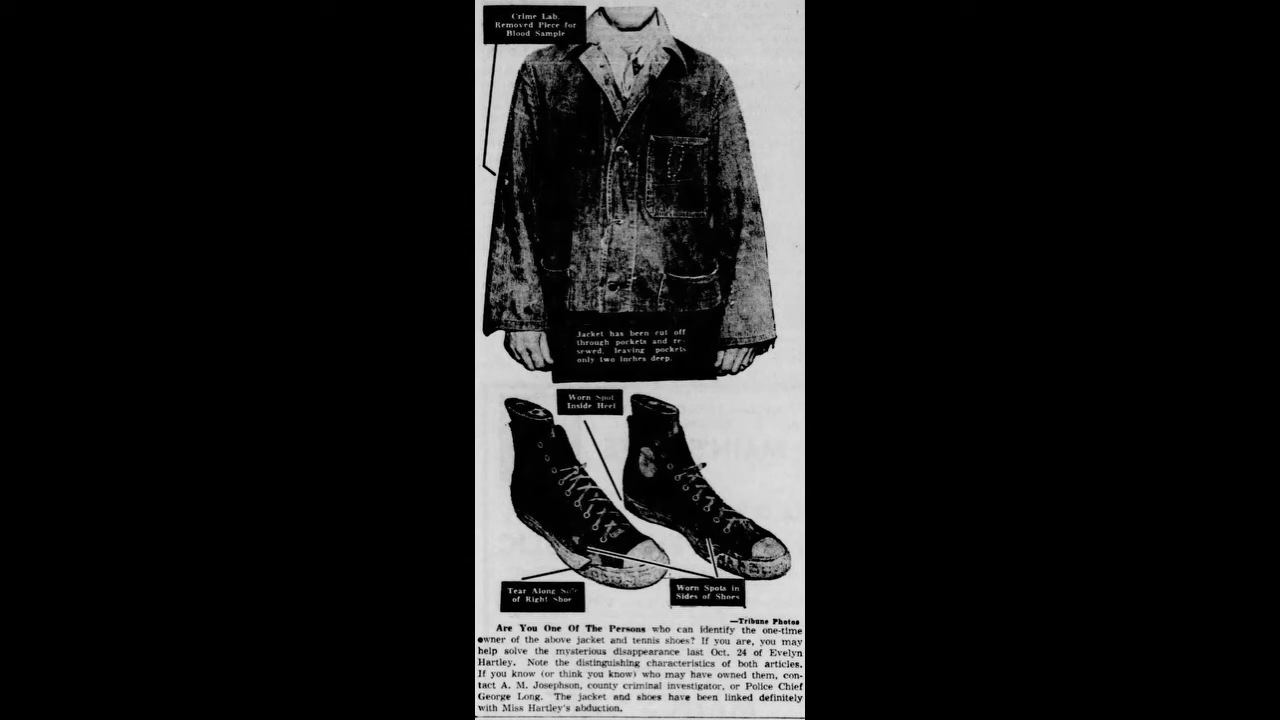 Crime Lab.
Removed Piece for
Blood Sample
Jacket has been cut off
through pockets and re-
sewed, leaving pockets
only two inches deep.
Worn Spot
Inside Heel
Tear Along Side
of Right Shoe
Worn Spots in
Sides of Shoes
—Tribune Photos
Are You One Of The Persons who can identify the one-time
owner of the above jacket and tennis shoes? If you are, you may
help solve the mysterious disappearance last Oct. 24 of Evelyn
Hartley. Note the distinguishing characteristics of both articles.
If you know (or think you know) who may have owned them, con-
tact A. M. Josephson, county criminal investigator, or Police Chief
George Long. The jacket and shoes have been linked definitely
with Miss Hartley's abduction.